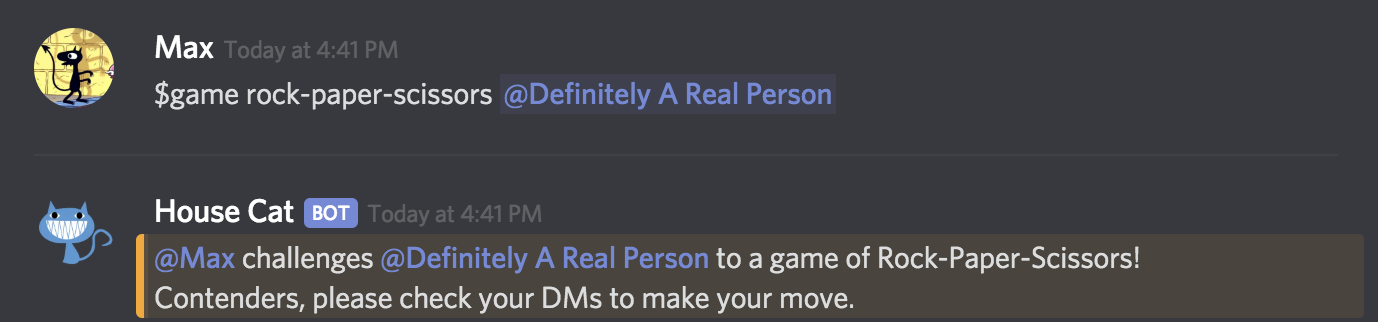 Max Today at 4:41 PM
$game rock-paper-scissors @Definitely A Real Person
House Cat BOT Today at 4:41 PM
@Max challenges @Definitely A Real Person to a game of Rock-Paper-Scissors!
Contenders, please check your DMs to make your move.